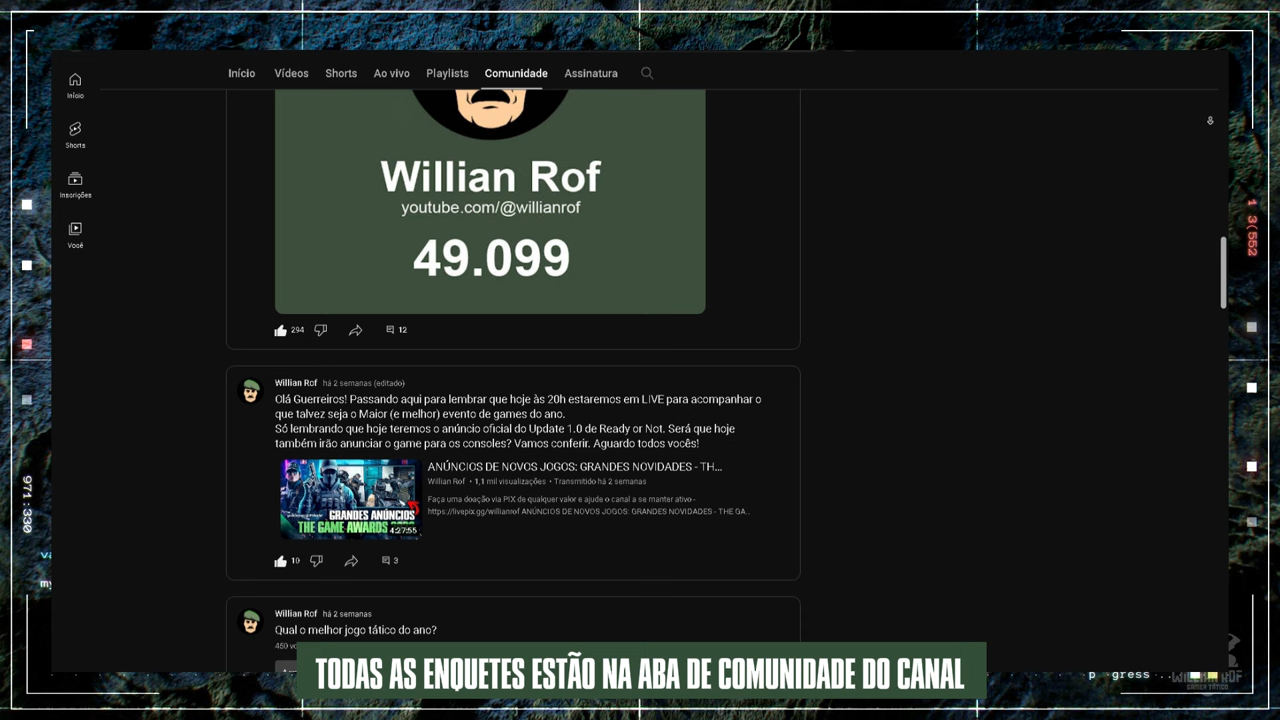 Início Vídeos Shorts Ao vivo Playlists Comunidade Assinatura
Início
Shorts
Inscrições
Você
Willian Rof
youtube.com/@willianrof
49.099
294 12
Willian Rof há 2 semanas (editado)
Olá Guerreiros! Passando aqui para lembrar que hoje às 20h estaremos em LIVE para acompanhar o
que talvez seja o Maior (e melhor) evento de games do ano.
Só lembrando que hoje teremos o anúncio oficial do Update 1.0 de Ready or Not. Será que hoje
também irão anunciar o game para os consoles? Vamos conferir. Aguardo todos vocês!
ANÚNCIOS DE NOVOS JOGOS: GRANDES NOVIDADES - TH...
Willian Rof • 1,1 mil visualizações • Transmitido há 2 semanas
Faça uma doação via PIX de qualquer valor e ajude o canal a se manter ativo -
https://livepix.gg/willianrof ANÚNCIOS DE NOVOS JOGOS: GRANDES NOVIDADES - THE GA...
GRANDES ANÚNCIOS
THE GAME AWARDS
4:27:55
19 3
Willian Rof há 2 semanas
Qual o melhor jogo tático do ano?
TODAS AS ENQUETES ESTÃO NA ABA DE COMUNIDADE DO CANAL
971:330
WILLIAN ROF
GAMER TÁTICO